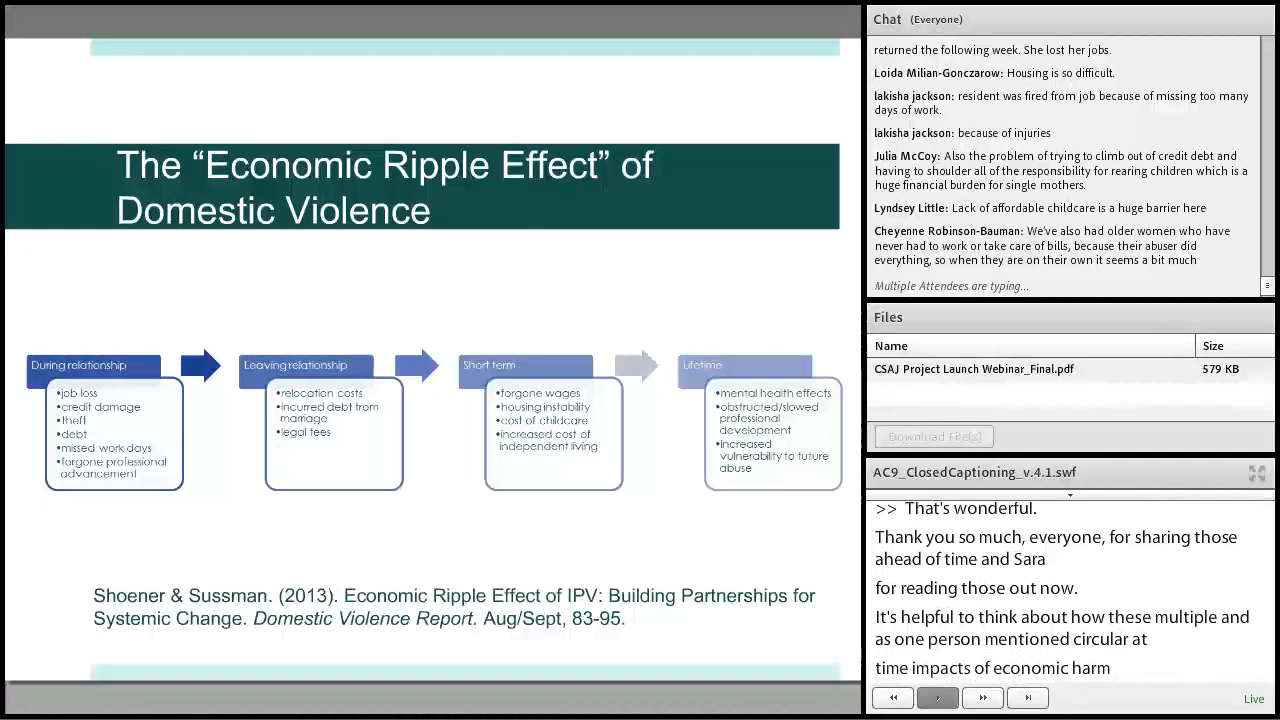 The “Economic Ripple Effect” of
Domestic Violence
During relationship
•job loss
•credit damage
•theft
•debt
•missed work days
•forgone professional
advancement
Leaving relationship
•relocation costs
•incurred debt from
marriage
•legal fees
Short term
•forgone wages
•housing instability
•cost of childcare
•increased cost of
independent living
Lifetime
•mental health effects
•obstructed/slowed
professional
development
•increased
vulnerability to future
abuse
Shoener & Sussman. (2013). Economic Ripple Effect of IPV: Building Partnerships for
Systemic Change. Domestic Violence Report. Aug/Sept, 83-95.
Chat (Everyone)
returned the following week. She lost her jobs.
Loida Milian-Gonczarow: Housing is so difficult.
lakisha jackson: resident was fired from job because of missing too many
days of work.
lakisha jackson: because of injuries
Julia McCoy: Also the problem of trying to climb out of credit debt and
having to shoulder all of the responsibility for rearing children which is a
huge financial burden for single mothers.
Lyndsey Little: Lack of affordable childcare is a huge barrier here
Cheyenne Robinson-Bauman: We've also had older women who have
never had to work or take care of bills, because their abuser did
everything, so when they are on their own it seems a bit much
Multiple Attendees are typing...
Files
Name Size
CSAJ Project Launch Webinar_Final.pdf 579 KB
Download File(s)
AC9_ClosedCaptioning_v.4.1.swf
>> That's wonderful.
Thank you so much, everyone, for sharing those
ahead of time and Sara
for reading those out now.
It's helpful to think about how these multiple and
as one person mentioned circular at
time impacts of economic harm
Live